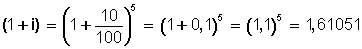 (1+i) = (1 + 10/100)^5 = (1+0,1)^5 = (1,1)^5 = 1,61051